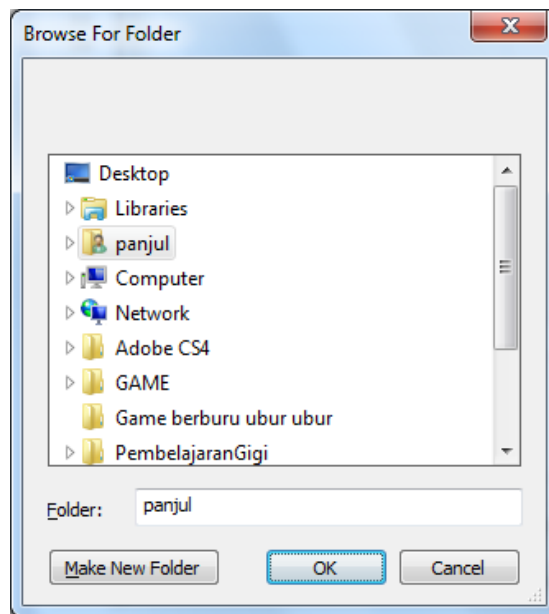 Browse For Folder
Desktop
Libraries
panjul
Computer
Network
Adobe CS4
GAME
Game berburu ubur ubur
PembelajaranGigi
Folder: panjul
Make New Folder OK Cancel